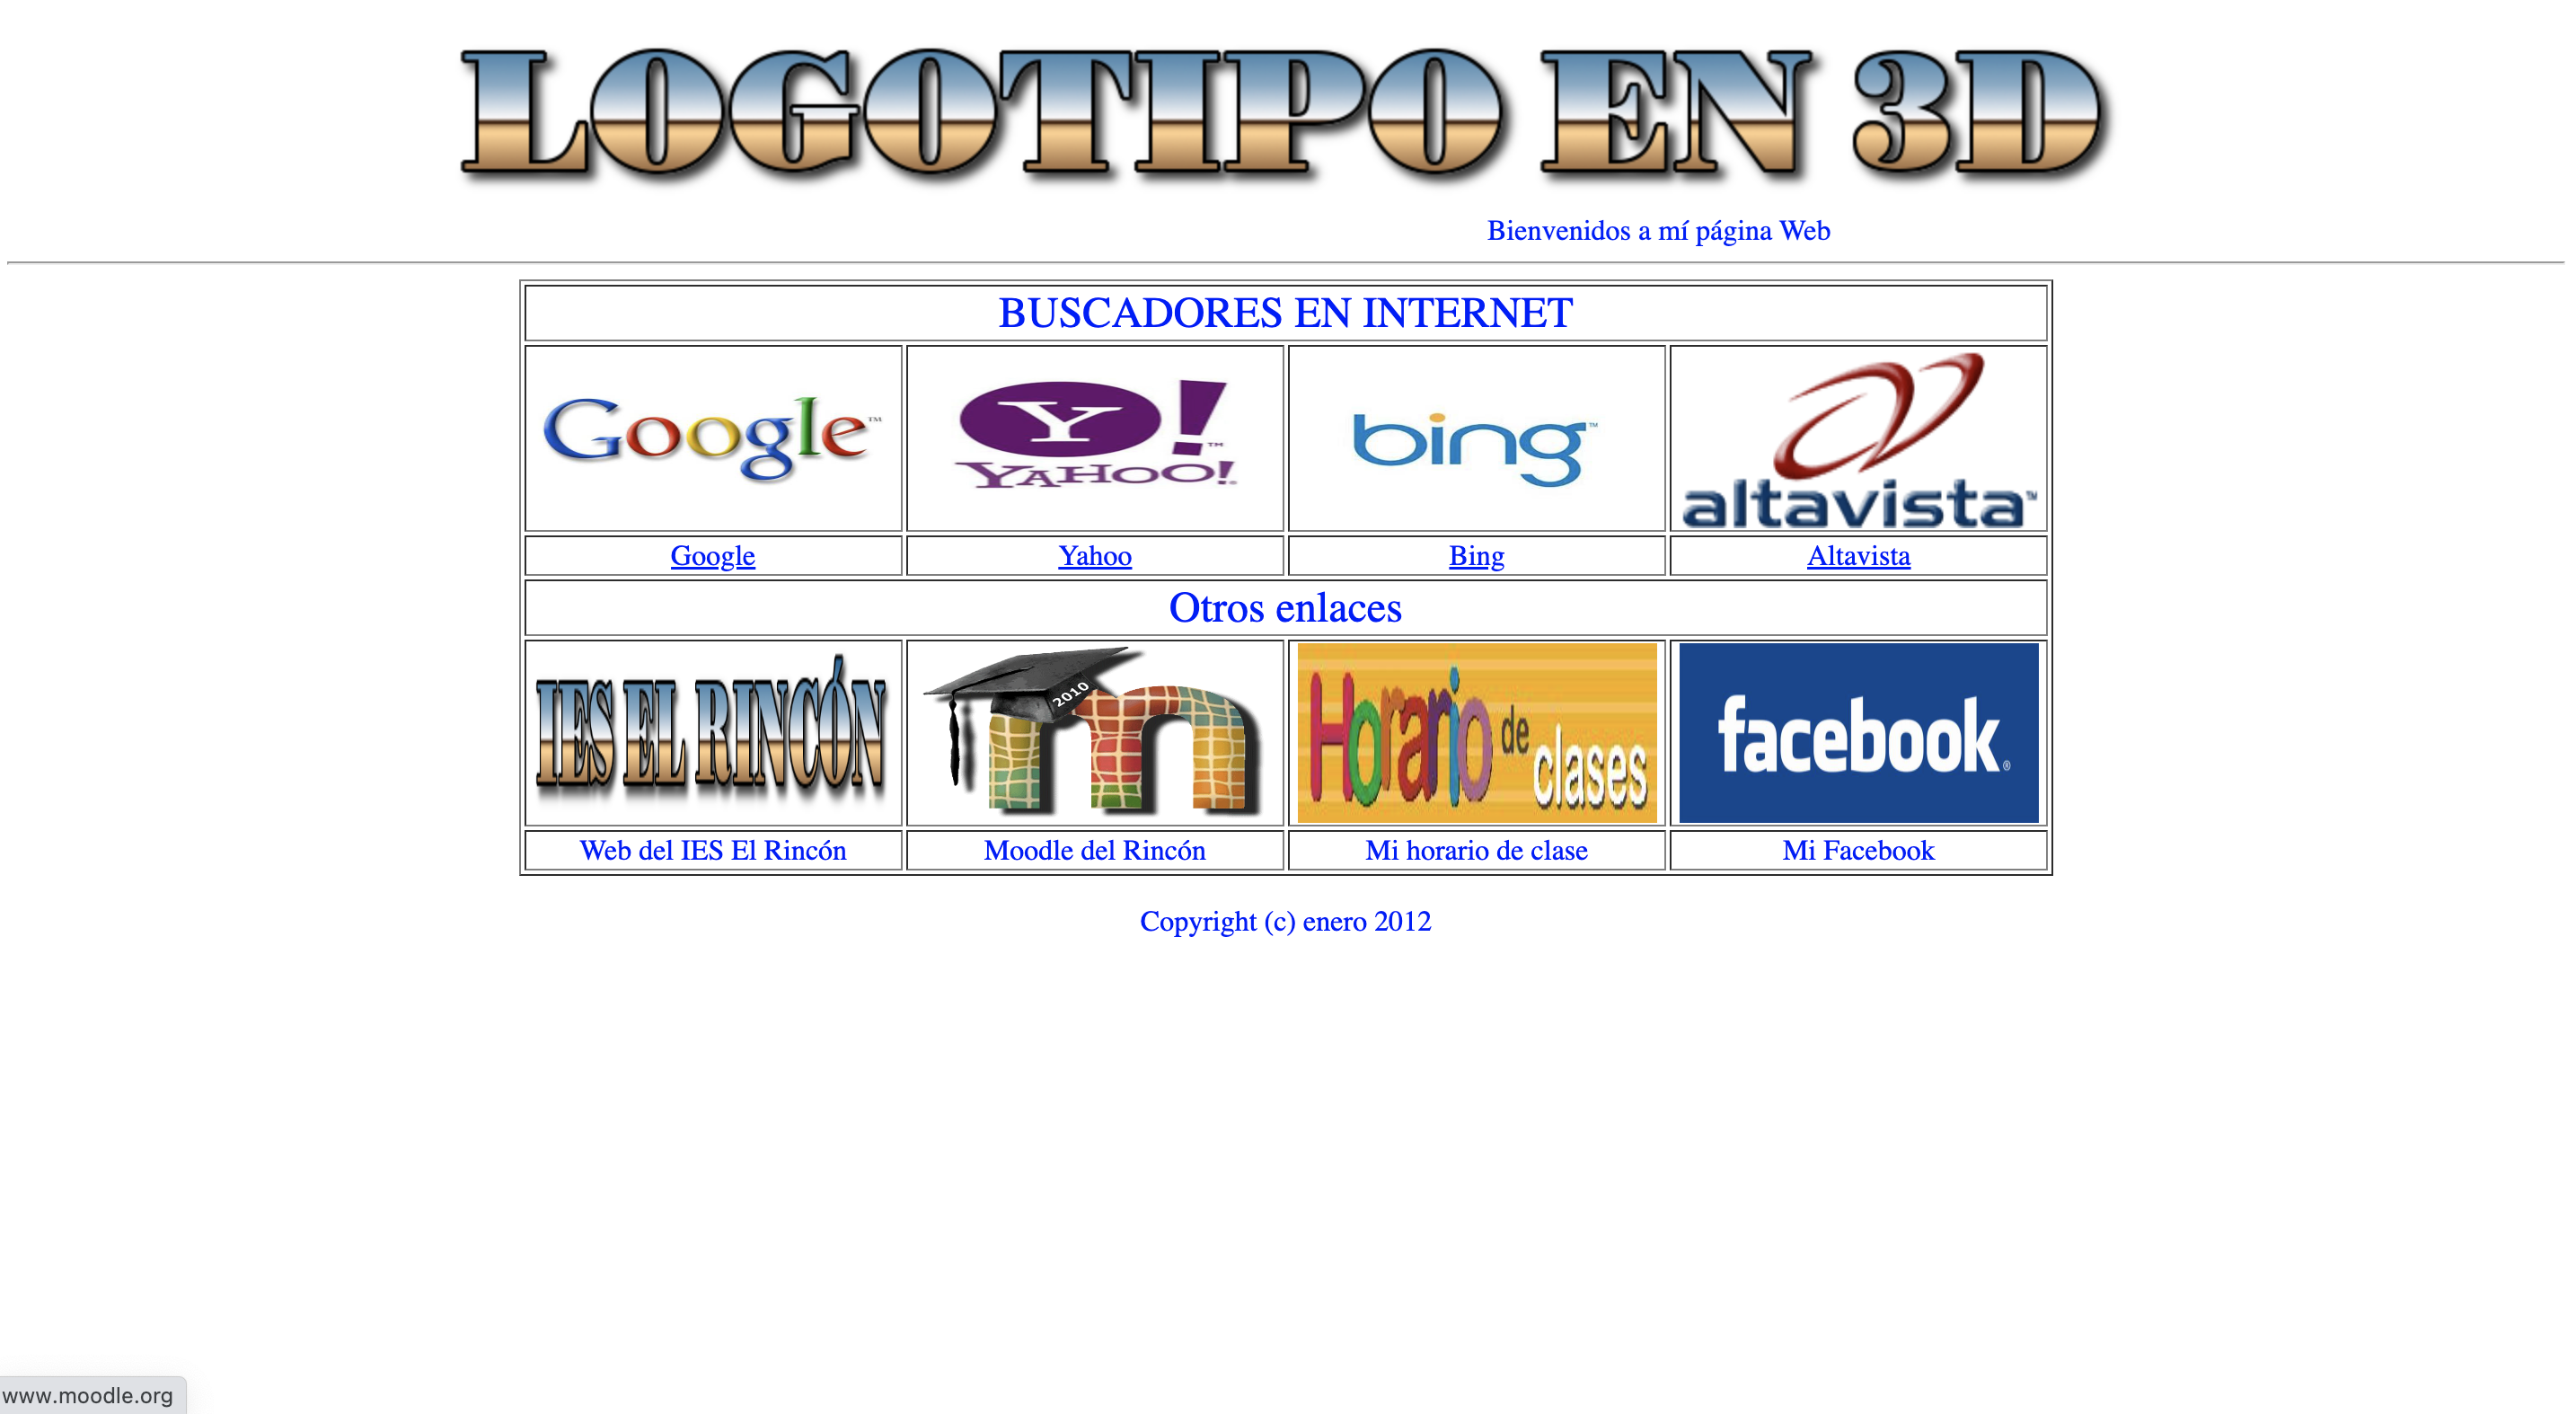 LOGOTIPO EN 3D
Bienvenidos a mí página Web
BUSCADORES EN INTERNET
Google™ Y!™ bing™
YAHOO!® altavista™
Google Yahoo Bing Altavista
Otros enlaces
IES EL RINCÓN 2010 Horario de clases facebook®
Web del IES El Rincón Moodle del Rincón Mi horario de clase Mi Facebook
Copyright (c) enero 2012
www.moodle.org